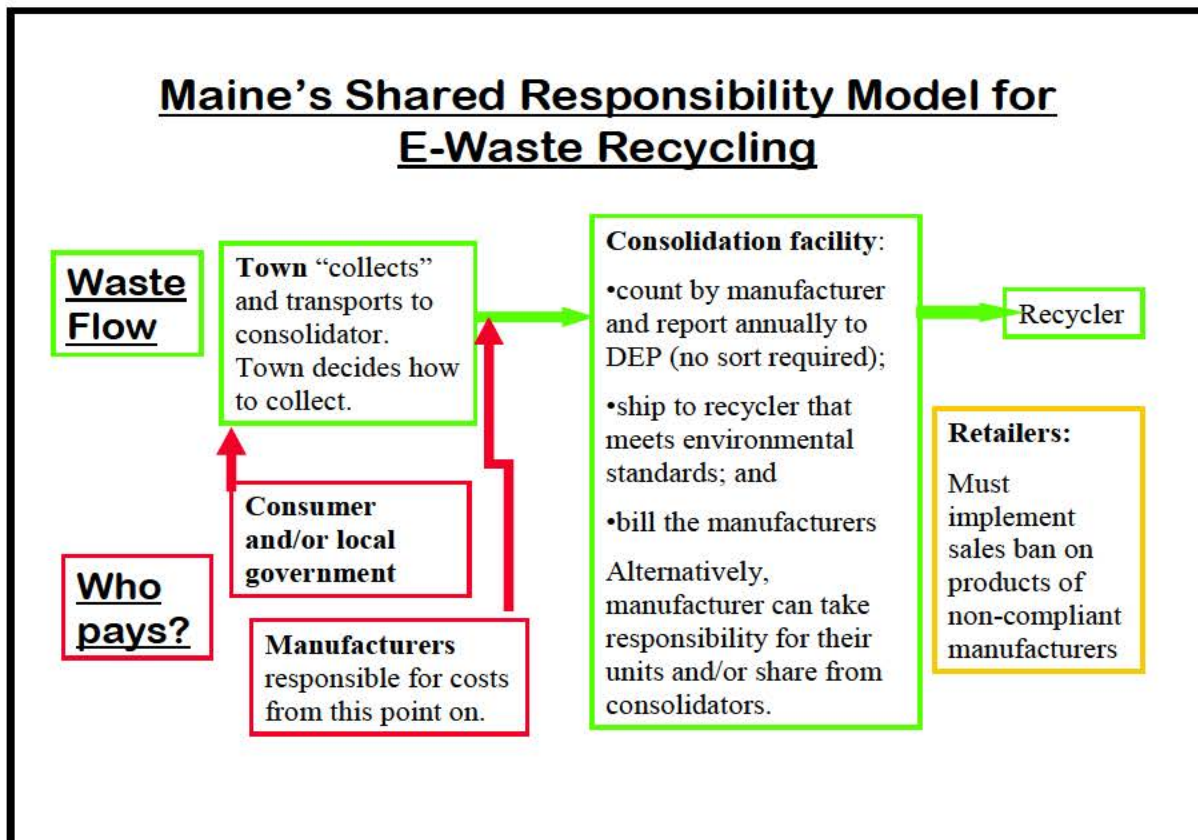 Maine’s Shared Responsibility Model for
E-Waste Recycling
Waste
Flow
Town “collects”
and transports to
consolidator.
Town decides how
to collect.
Consolidation facility:
•count by manufacturer
and report annually to
DEP (no sort required);
•ship to recycler that
meets environmental
standards; and
•bill the manufacturers
Alternatively,
manufacturer can take
responsibility for their
units and/or share from
consolidators.
Recycler
Retailers:
Must
implement
sales ban on
products of
non-compliant
manufacturers
Who
pays?
Consumer
and/or local
government
Manufacturers
responsible for costs
from this point on.